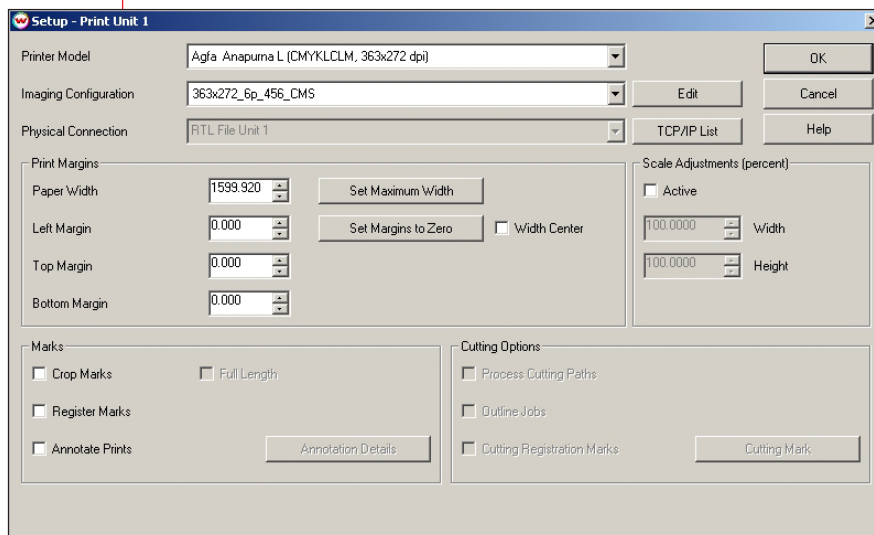 Setup - Print Unit 1
Printer Model Agfa Anapurna L (CMYKLCLM, 363x272 dpi) OK
Imaging Configuration 363x272_6p_456_CMS Edit Cancel
Physical Connection RTL File Unit 1 TCP/IP List Help
Print Margins Scale Adjustments (percent)
Paper Width 1599.920 Set Maximum Width Active
Left Margin 0.000 Set Margins to Zero Width Center 100.0000 Width
Top Margin 0.000 100.0000 Height
Bottom Margin 0.000
Marks Cutting Options
Crop Marks Full Length Process Cutting Paths
Register Marks Outline Jobs
Annotate Prints Annotation Details Cutting Registration Marks Cutting Mark